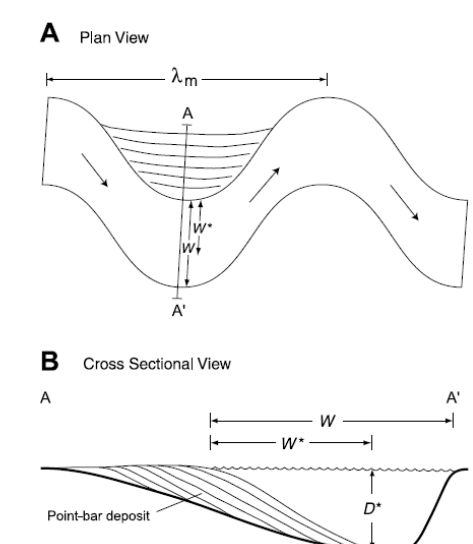 A Plan View
λm
A
W*
W
A'
B Cross Sectional View
A A'
W
W*
D*
Point-bar deposit